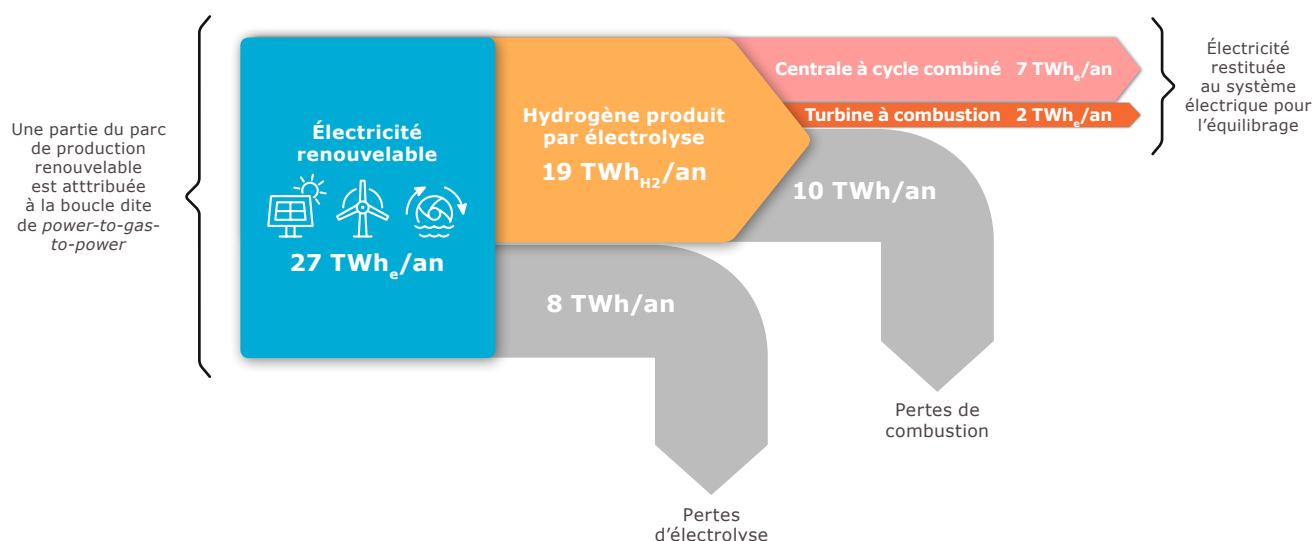 Une partie du parc
de production
renouvelable
est atttribuée
à la boucle dite
de power-to-gas-
to-power
Électricité
renouvelable
27 TWhe/an
Hydrogène produit
par électrolyse
19 TWhH2/an
Centrale à cycle combiné 7 TWhe/an
Turbine à combustion 2 TWhe/an
Électricité
restituée
au système
électrique pour
l’équilibrage
10 TWh/an
8 TWh/an
Pertes de
combustion
Pertes
d’électrolyse